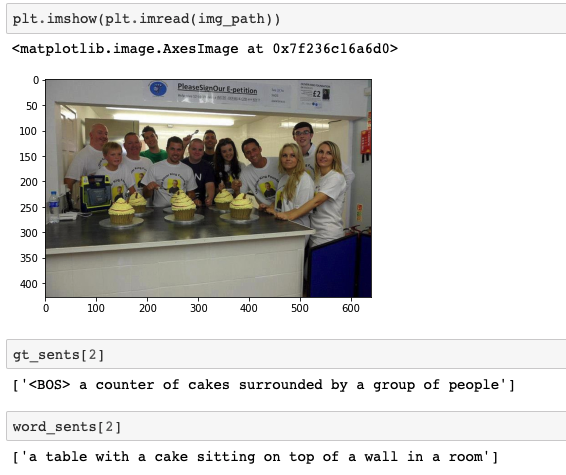 plt.imshow(plt.imread(img_path))
<matplotlib.image.AxesImage at 0x7f236c16a6d0>
0
50
100
150
200
250
300
350
400
PleaseSignOur E-petition
£2
0
100
200
300
400
500
600
gt_sents[2]
['<BOS> a counter of cakes surrounded by a group of people']
word_sents[2]
['a table with a cake sitting on top of a wall in a room']